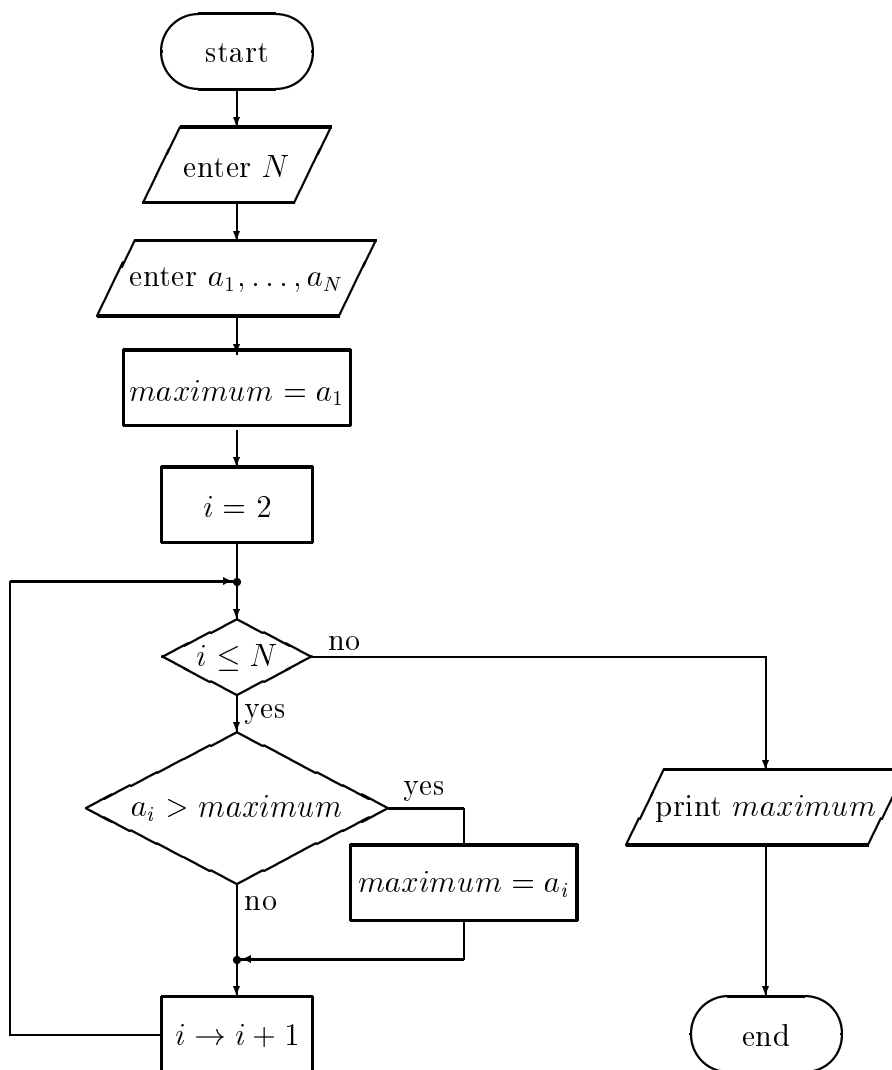 start
enter N
enter a₁, . . . , a_N
maximum = a₁
i = 2
i ≤ N
no
yes
a_i > maximum
yes
no
maximum = a_i
i → i + 1
print maximum
end